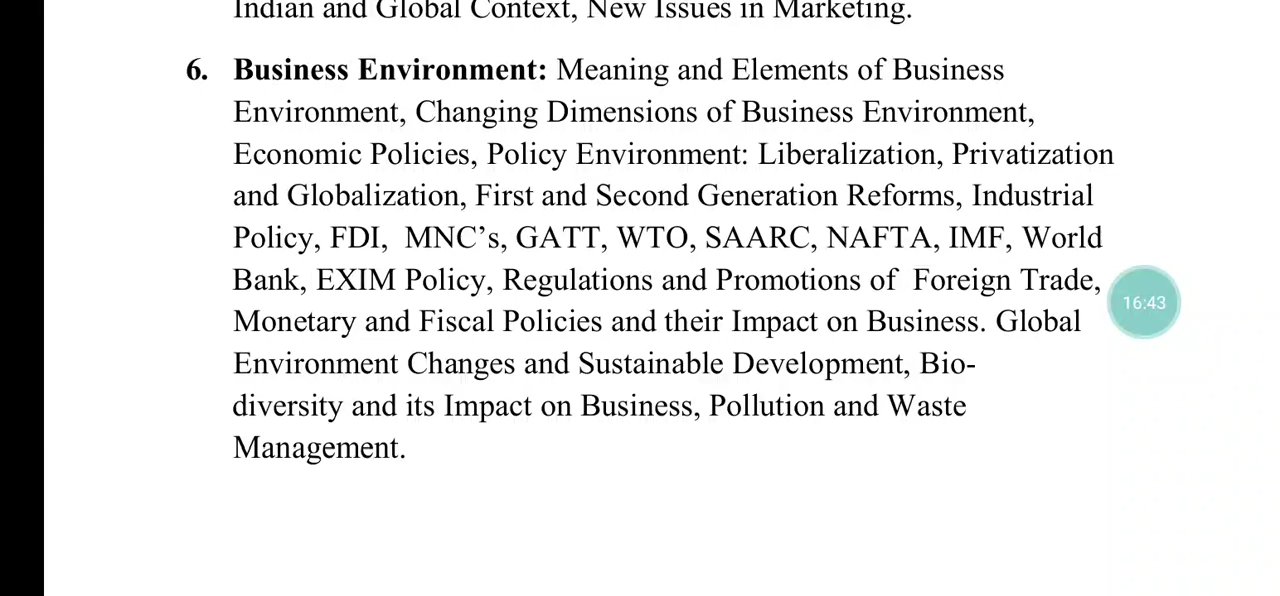 Indian and Global Context, New Issues in Marketing.
6. Business Environment: Meaning and Elements of Business
Environment, Changing Dimensions of Business Environment,
Economic Policies, Policy Environment: Liberalization, Privatization
and Globalization, First and Second Generation Reforms, Industrial
Policy, FDI,  MNC’s, GATT, WTO, SAARC, NAFTA, IMF, World
Bank, EXIM Policy, Regulations and Promotions of  Foreign Trade,
16:43
Monetary and Fiscal Policies and their Impact on Business. Global
Environment Changes and Sustainable Development, Bio-
diversity and its Impact on Business, Pollution and Waste
Management.